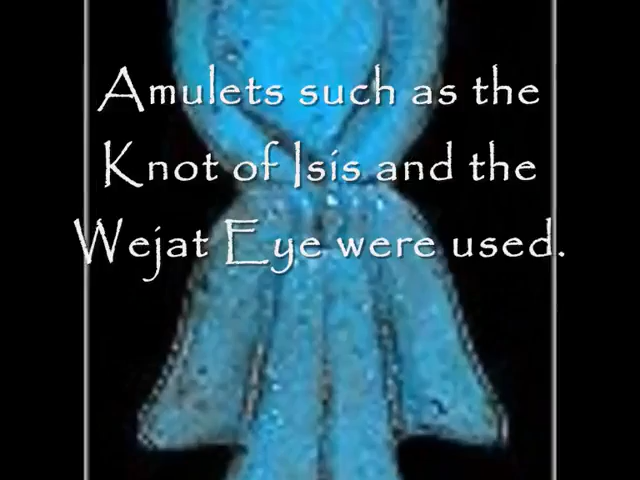 Amulets such as the
Knot of Isis and the
Wejat Eye were used.